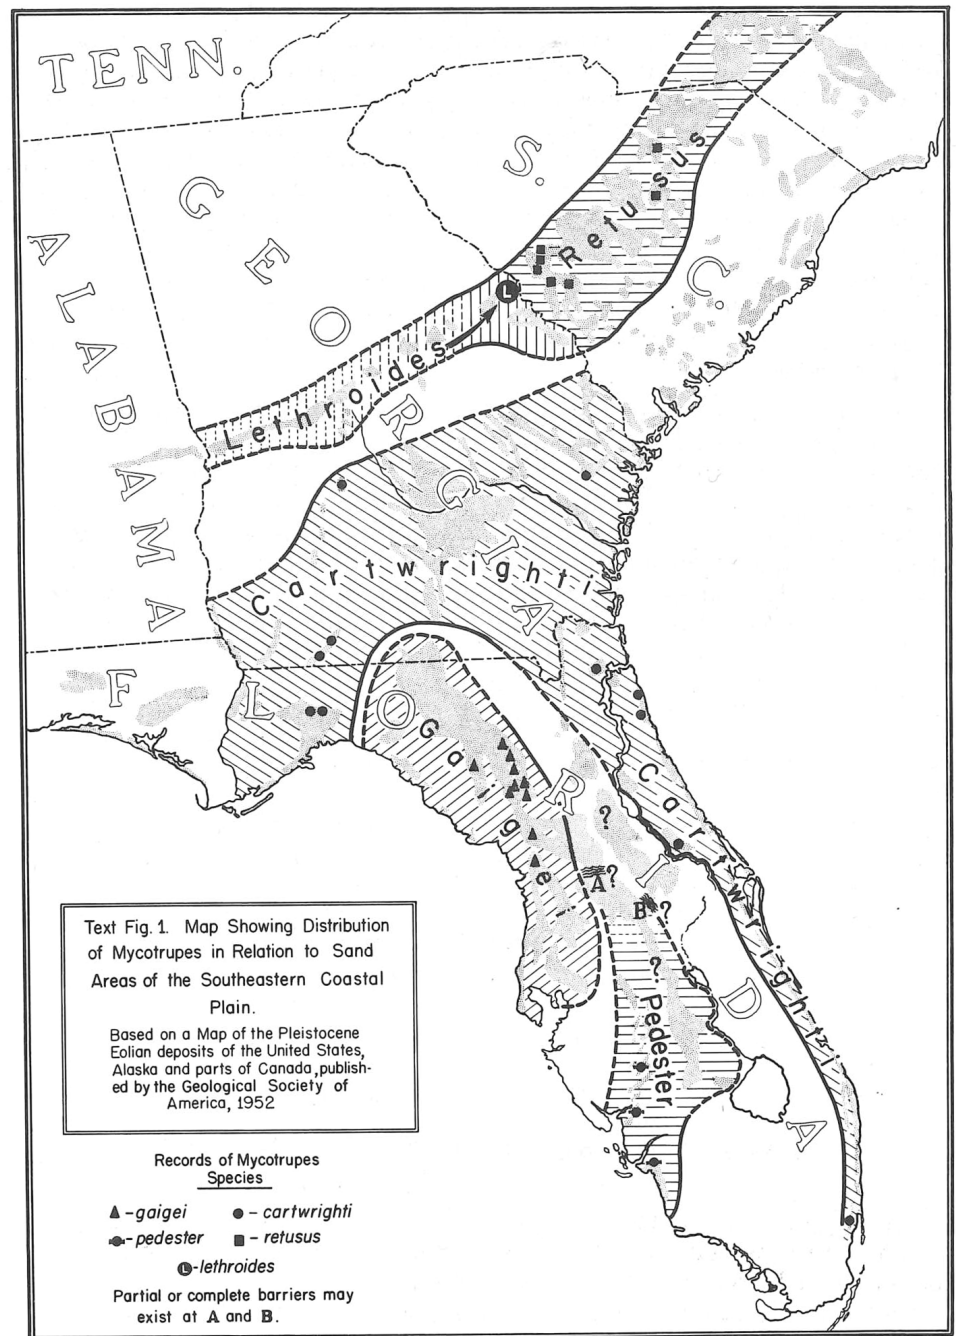 TENN.
S.
C.
GEORGIA
ALABAMA
FLORIDA
Retusus
Lethroides
L
Cartwrighti
Gaigei
Cartwrighti
?
A?
B?
?
Pedester
Text Fig. 1. Map Showing Distribution
of Mycotrupes in Relation to Sand
Areas of the Southeastern Coastal
Plain.
Based on a Map of the Pleistocene
Eolian deposits of the United States,
Alaska and parts of Canada, publish-
ed by the Geological Society of
America, 1952
Records of Mycotrupes
Species
-gaigei - cartwrighti
-pedester - retusus
L-lethroides
Partial or complete barriers may
exist at A and B.